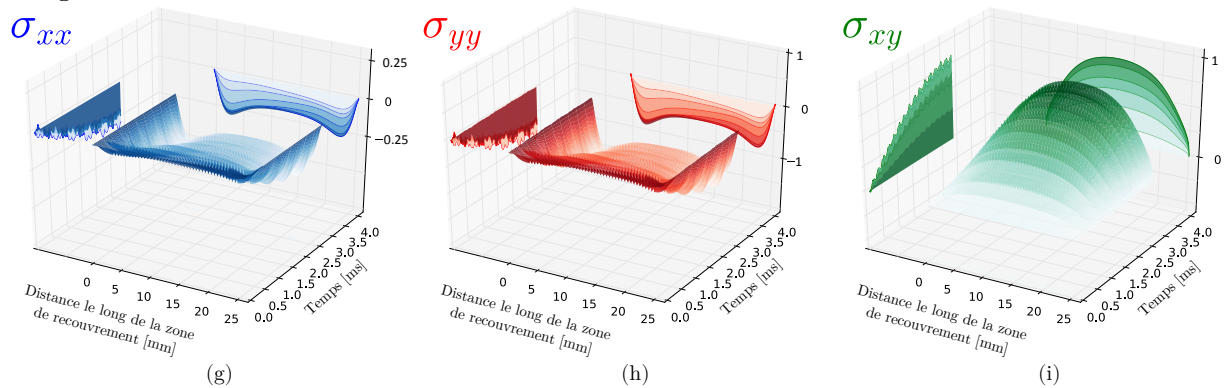 σxx
0.25
0
−0.25
0 5 10 15 20 25
0.0 0.5 1.0 1.5 2.0 2.5 3.0 3.5 4.0
Temps [ms]
Distance le long de la zone
de recouvrement [mm]
(g)
σyy
1
0
−1
0 5 10 15 20 25
0.0 0.5 1.0 1.5 2.0 2.5 3.0 3.5 4.0
Temps [ms]
Distance le long de la zone
de recouvrement [mm]
(h)
σxy
1
0
0 5 10 15 20 25
0.0 0.5 1.0 1.5 2.0 2.5 3.0 3.5 4.0
Temps [ms]
Distance le long de la zone
de recouvrement [mm]
(i)